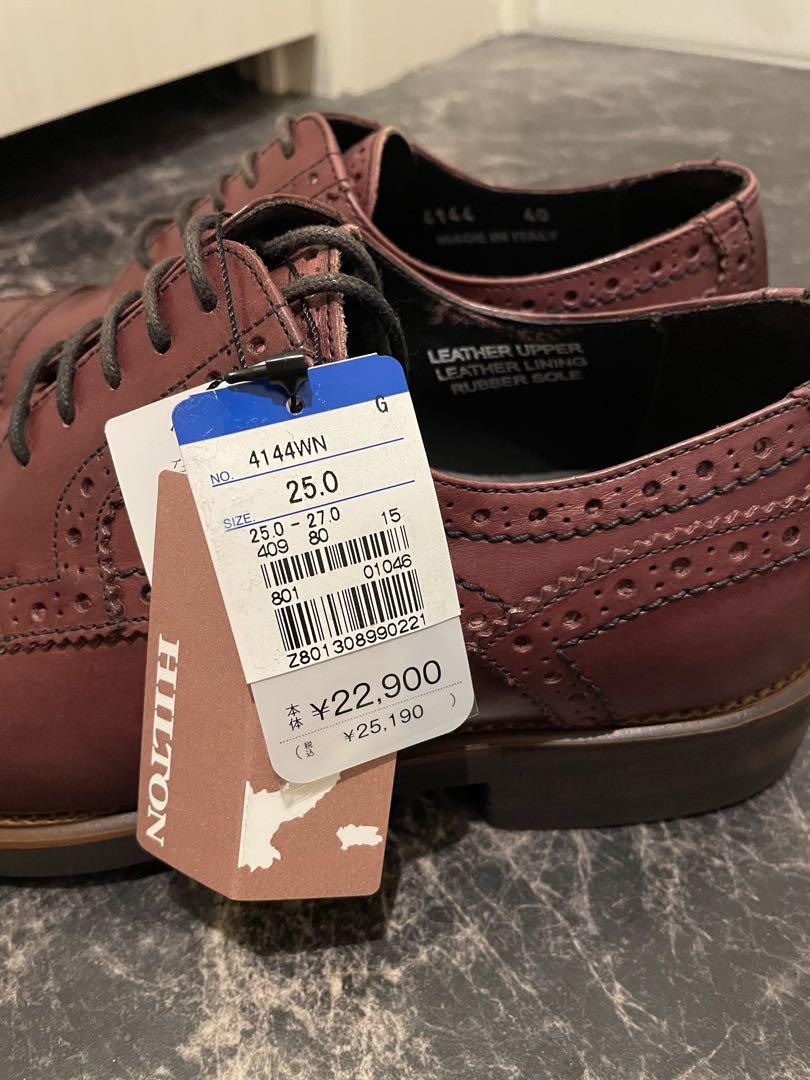 4144 40
MADE IN ITALY
LEATHER UPPER
LEATHER LINING
RUBBER SOLE
G
NO. 4144WN
25.0
SIZE.
25.0 - 27.0 15
409 80
801 01046
Z801308990221
本体 ¥22,900
(税込 ¥25,190 )
HILTON